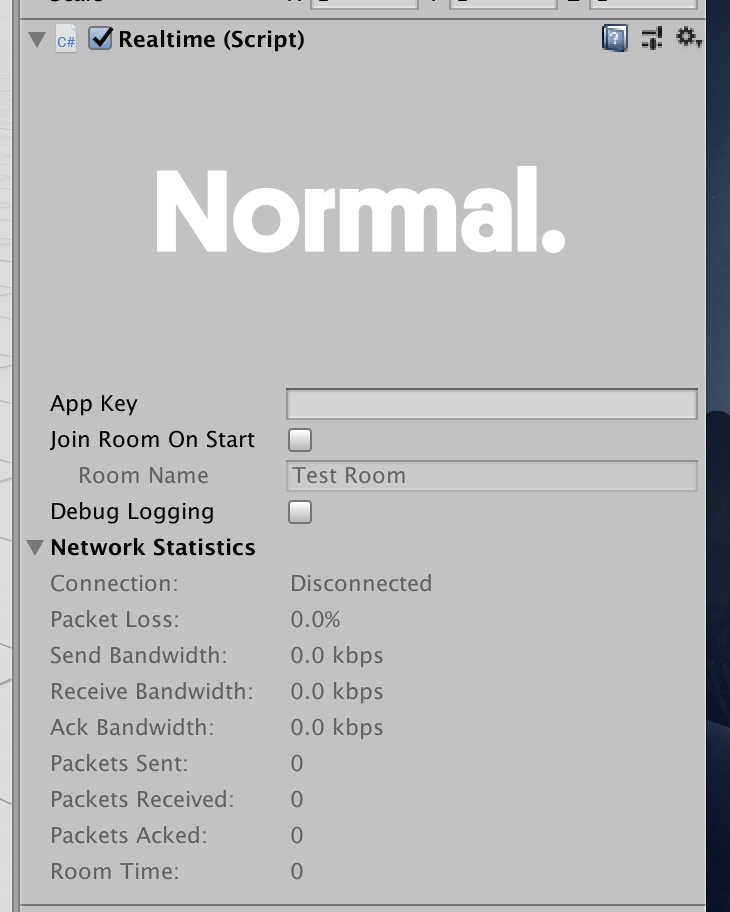 C# Realtime (Script)
Normal.
App Key
Join Room On Start
Room Name Test Room
Debug Logging
Network Statistics
Connection: Disconnected
Packet Loss: 0.0%
Send Bandwidth: 0.0 kbps
Receive Bandwidth: 0.0 kbps
Ack Bandwidth: 0.0 kbps
Packets Sent: 0
Packets Received: 0
Packets Acked: 0
Room Time: 0